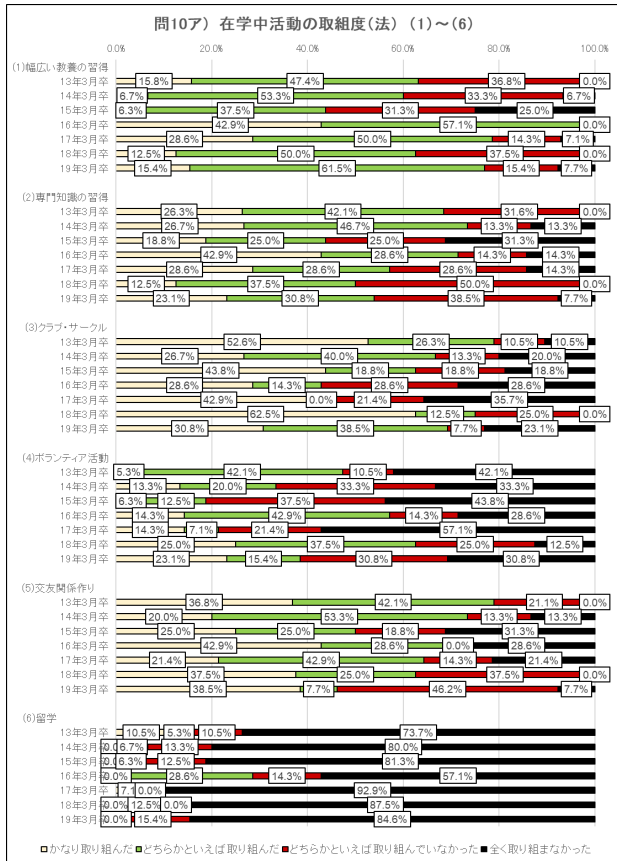 問10ア）在学中活動の取組度(法) (1)～(6)
0.0% 20.0% 40.0% 60.0% 80.0% 100.0%
(1)幅広い教養の習得
13年3月卒 15.8% 47.4% 36.8% 0.0%
14年3月卒 6.7% 53.3% 33.3% 6.7%
15年3月卒 6.3% 37.5% 31.3% 25.0%
16年3月卒 42.9% 57.1% 0.0%
17年3月卒 28.6% 50.0% 14.3% 7.1%
18年3月卒 12.5% 50.0% 37.5% 0.0%
19年3月卒 15.4% 61.5% 15.4% 7.7%
(2)専門知識の習得
13年3月卒 26.3% 42.1% 31.6% 0.0%
14年3月卒 26.7% 46.7% 13.3% 13.3%
15年3月卒 18.8% 25.0% 25.0% 31.3%
16年3月卒 42.9% 28.6% 14.3% 14.3%
17年3月卒 28.6% 28.6% 28.6% 14.3%
18年3月卒 12.5% 37.5% 50.0% 0.0%
19年3月卒 23.1% 30.8% 38.5% 7.7%
(3)クラブ・サークル
13年3月卒 52.6% 26.3% 10.5% 10.5%
14年3月卒 26.7% 40.0% 13.3% 20.0%
15年3月卒 43.8% 18.8% 18.8% 18.8%
16年3月卒 28.6% 14.3% 28.6% 28.6%
17年3月卒 42.9% 0.0% 21.4% 35.7%
18年3月卒 62.5% 12.5% 25.0% 0.0%
19年3月卒 30.8% 38.5% 7.7% 23.1%
(4)ボランティア活動
13年3月卒 5.3% 42.1% 10.5% 42.1%
14年3月卒 13.3% 20.0% 33.3% 33.3%
15年3月卒 6.3% 12.5% 37.5% 43.8%
16年3月卒 14.3% 42.9% 14.3% 28.6%
17年3月卒 14.3% 7.1% 21.4% 57.1%
18年3月卒 25.0% 37.5% 25.0% 12.5%
19年3月卒 23.1% 15.4% 30.8% 30.8%
(5)交友関係作り
13年3月卒 36.8% 42.1% 21.1% 0.0%
14年3月卒 20.0% 53.3% 13.3% 13.3%
15年3月卒 25.0% 25.0% 18.8% 31.3%
16年3月卒 42.9% 28.6% 0.0% 28.6%
17年3月卒 21.4% 42.9% 14.3% 21.4%
18年3月卒 37.5% 25.0% 37.5% 0.0%
19年3月卒 38.5% 7.7% 46.2% 7.7%
(6)留学
13年3月卒 10.5% 5.3% 10.5% 73.7%
14年3月卒 6.7% 13.3% 80.0%
15年3月卒 6.3% 12.5% 81.3%
16年3月卒 0.0% 28.6% 14.3% 57.1%
17年3月卒 0.0% 92.9%
18年3月卒 0.0% 12.5% 0.0% 87.5%
19年3月卒 0.0% 15.4% 84.6%
かなり取り組んだ どちらかといえば取り組んだ どちらかといえば取り組んでいなかった 全く取り組まなかった